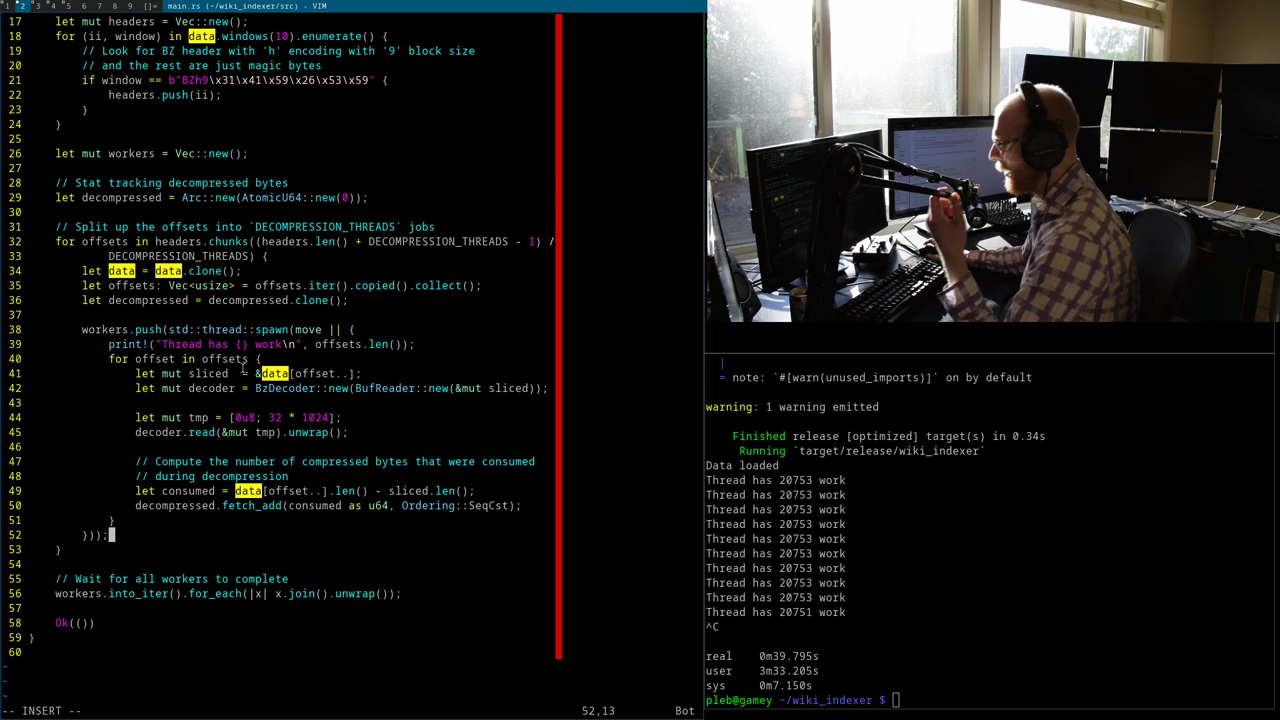 1 2 3 4 5 6 7 8 9 []= main.rs (~/wiki_indexer/src) - VIM
17 let mut headers = Vec::new();
18 for (ii, window) in data.windows(10).enumerate() {
19 // Look for BZ header with 'h' encoding with '9' block size
20 // and the rest are just magic bytes
21 if window == b"BZh9\x31\x41\x59\x26\x53\x59" {
22 headers.push(ii);
23 }
24 }
25
26 let mut workers = Vec::new();
27
28 // Stat tracking decompressed bytes
29 let decompressed = Arc::new(AtomicU64::new(0));
30
31 // Split up the offsets into `DECOMPRESSION_THREADS` jobs
32 for offsets in headers.chunks((headers.len() + DECOMPRESSION_THREADS - 1) /
33 DECOMPRESSION_THREADS) {
34 let data = data.clone();
35 let offsets: Vec<usize> = offsets.iter().copied().collect();
36 let decompressed = decompressed.clone();
37
38 workers.push(std::thread::spawn(move || {
39 print!("Thread has {} work\n", offsets.len());
40 for offset in offsets {
41 let mut sliced = &data[offset..];
42 let mut decoder = BzDecoder::new(BufReader::new(&mut sliced));
43
44 let mut tmp = [0u8; 32 * 1024];
45 decoder.read(&mut tmp).unwrap();
46
47 // Compute the number of compressed bytes that were consumed
48 // during decompression
49 let consumed = data[offset..].len() - sliced.len();
50 decompressed.fetch_add(consumed as u64, Ordering::SeqCst);
51 }
52 }));
53 }
54
55 // Wait for all workers to complete
56 workers.into_iter().for_each(|x| x.join().unwrap());
57
58 Ok(())
59 }
60
~
~
~
-- INSERT -- 52,13 Bot
|
= note: `#[warn(unused_imports)]` on by default
warning: 1 warning emitted
Finished release [optimized] target(s) in 0.34s
Running `target/release/wiki_indexer`
Data loaded
Thread has 20753 work
Thread has 20753 work
Thread has 20753 work
Thread has 20753 work
Thread has 20753 work
Thread has 20753 work
Thread has 20753 work
Thread has 20753 work
Thread has 20753 work
Thread has 20751 work
^C
real 0m39.795s
user 3m33.205s
sys 0m7.150s
pleb@gamey ~/wiki_indexer $